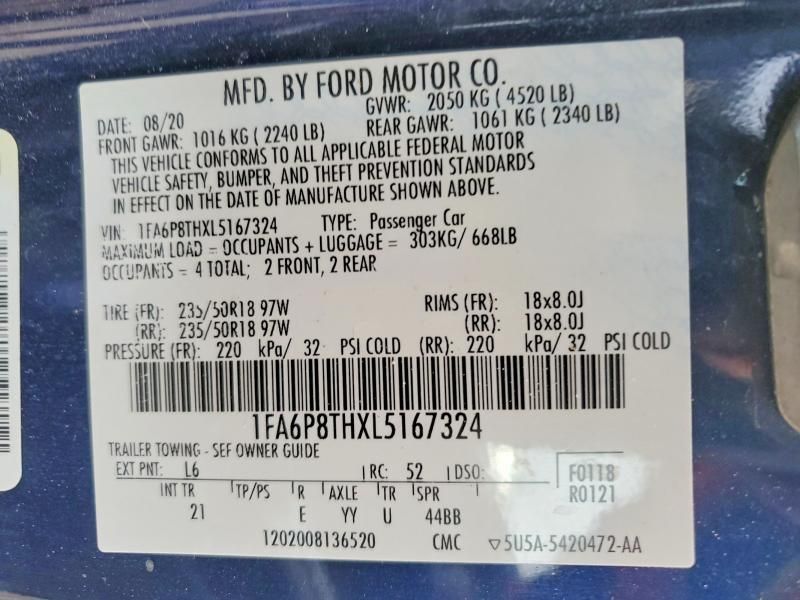 MFD. BY FORD MOTOR CO.
DATE: 08/20 GVWR: 2050 KG ( 4520 LB)
FRONT GAWR: 1016 KG ( 2240 LB) REAR GAWR: 1061 KG ( 2340 LB)
THIS VEHICLE CONFORMS TO ALL APPLICABLE FEDERAL MOTOR
VEHICLE SAFETY, BUMPER, AND THEFT PREVENTION STANDARDS
IN EFFECT ON THE DATE OF MANUFACTURE SHOWN ABOVE.
VIN: 1FA6P8THXL5167324 TYPE: Passenger Car
MAXIMUM LOAD = OCCUPANTS + LUGGAGE = 303KG/ 668LB
OCCUPANTS = 4 TOTAL; 2 FRONT, 2 REAR
TIRE (FR): 235/50R18 97W RIMS (FR): 18x8.0J
(RR): 235/50R18 97W (RR): 18x8.0J
PRESSURE (FR): 220 kPa/ 32 PSI COLD (RR): 220 kPa/ 32 PSI COLD
1FA6P8THXL5167324
TRAILER TOWING - SEE OWNER GUIDE
EXT PNT: L6 RC: 52 DSO: F0118
R0121
INT TR TP/PS R AXLE TR SPR
21 E YY U 44BB
1202008136520 CMC ▽5U5A-5420472-AA